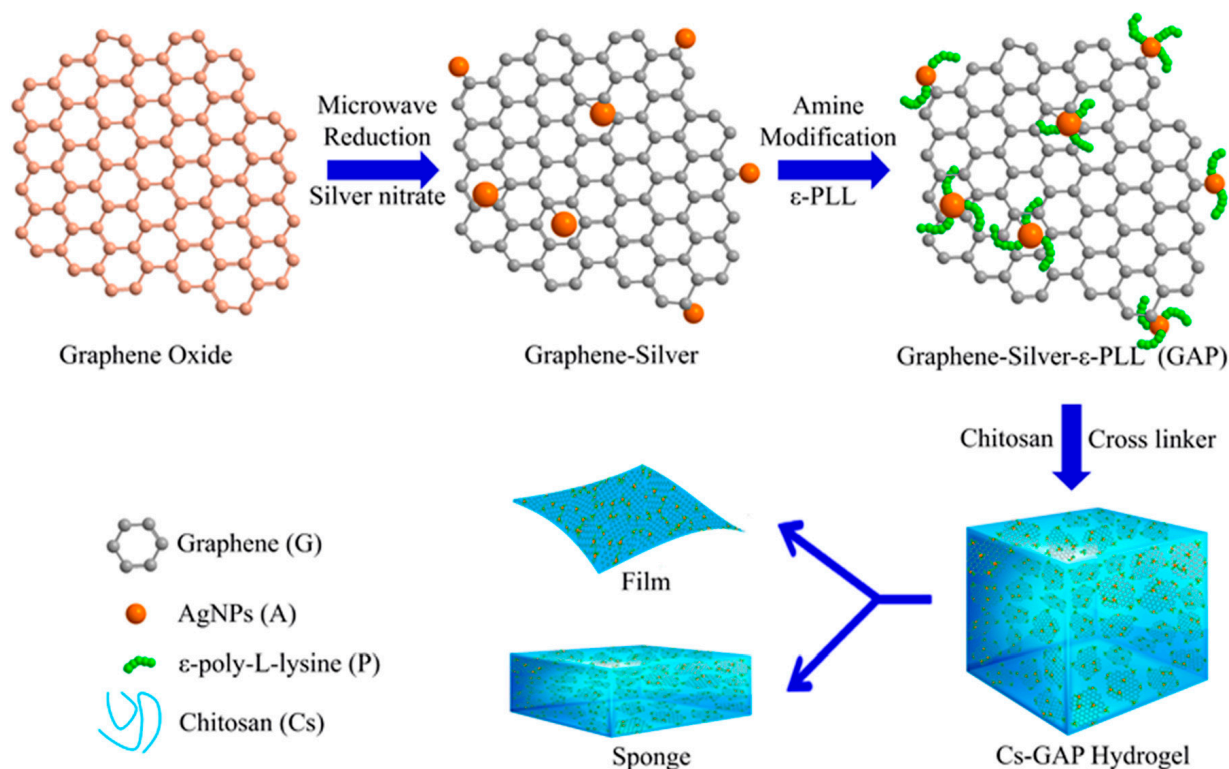 Microwave
Reduction
Silver nitrate
Amine
Modification
ε-PLL
Graphene Oxide
Graphene-Silver
Graphene-Silver-ε-PLL (GAP)
Chitosan
Cross linker
Film
Graphene (G)
AgNPs (A)
ε-poly-L-lysine (P)
Chitosan (Cs)
Sponge
Cs-GAP Hydrogel